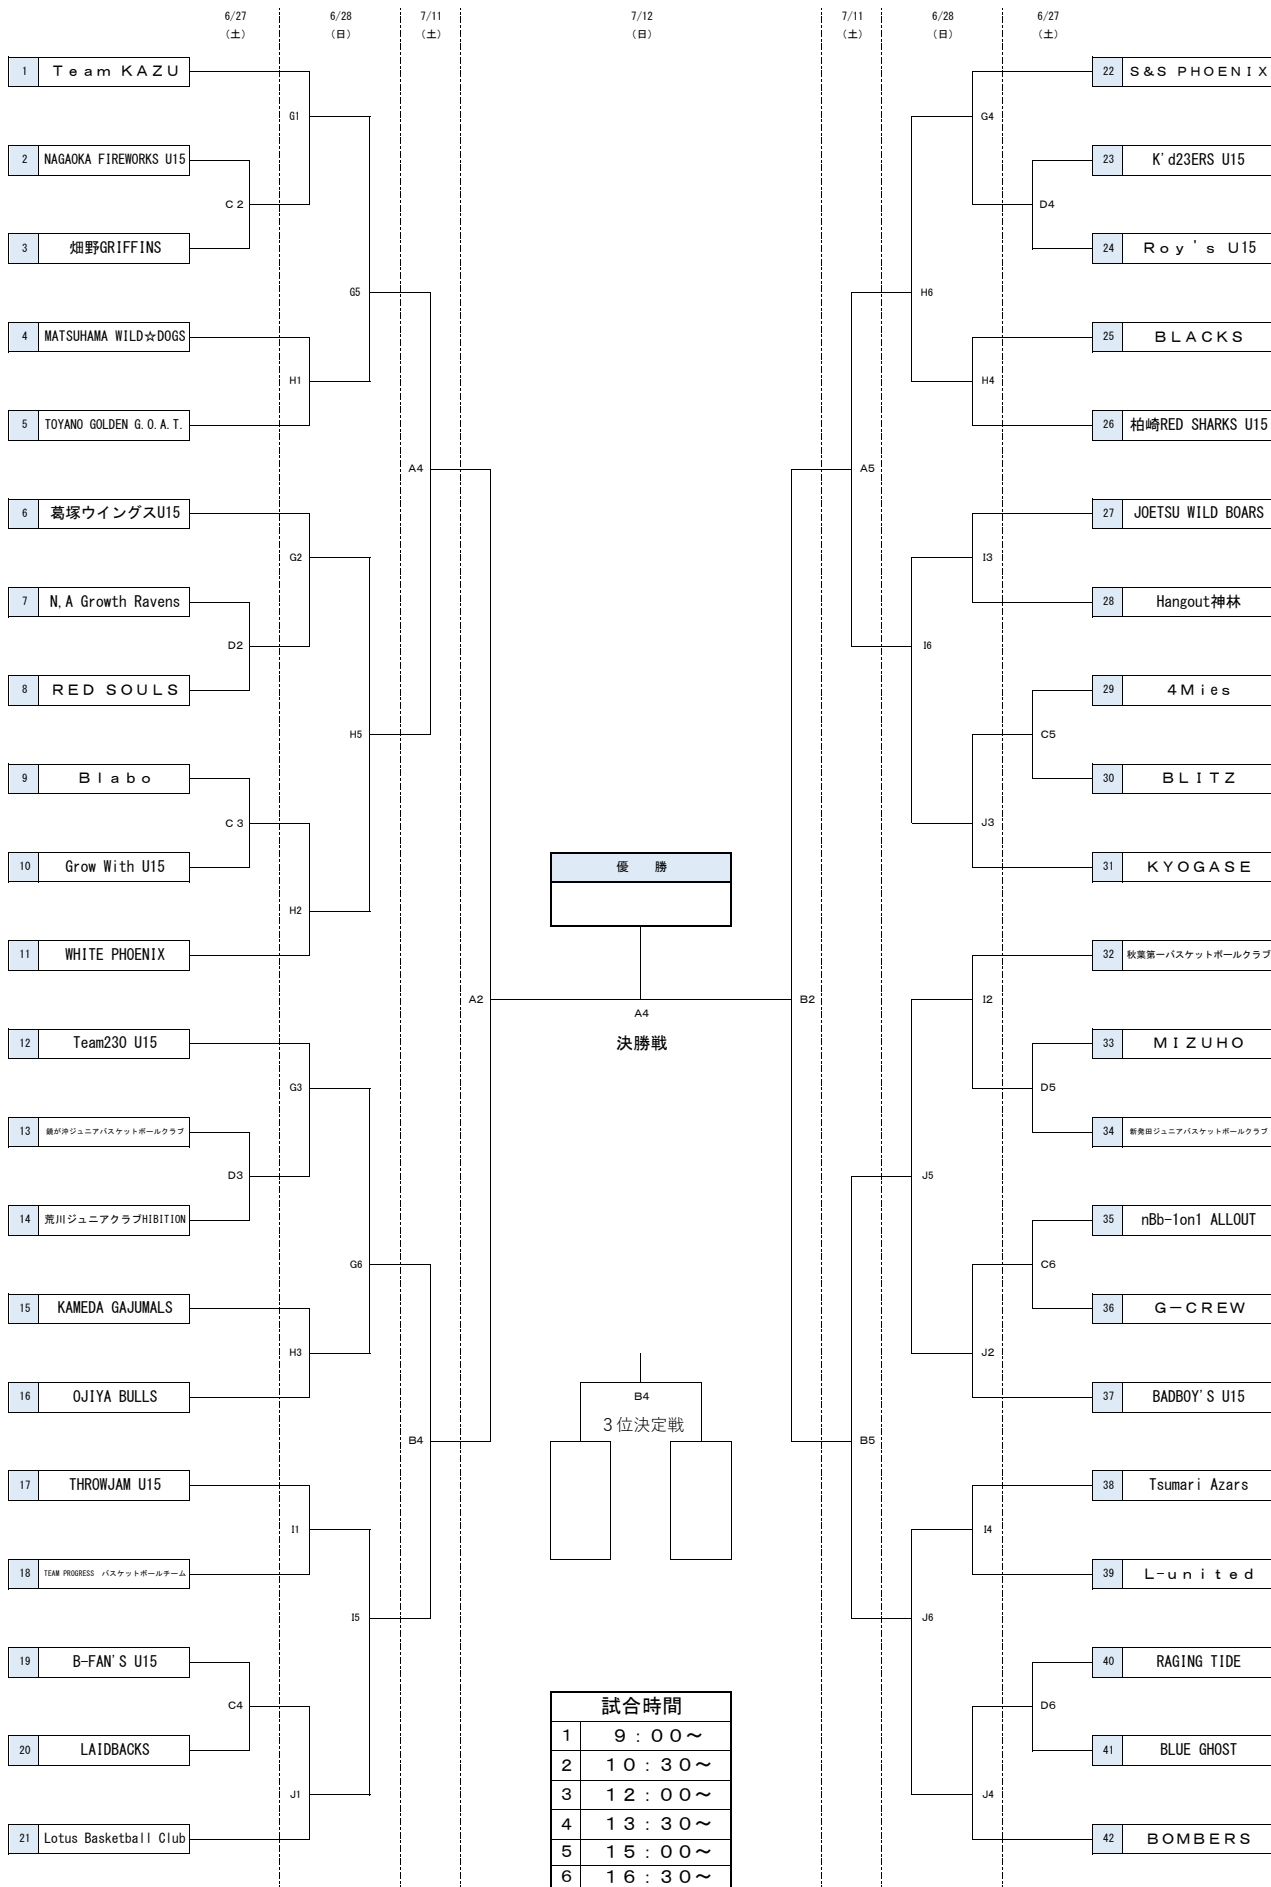 6/27 6/28 7/11 7/12 7/11 6/28 6/27
(土) (日) (土) (日) (土) (日) (土)
1 Team KAZU 22 S&S PHOENIX
G1 G4
2 NAGAOKA FIREWORKS U15 23 K'd23ERS U15
C2 D4
3 畑野GRIFFINS 24 Roy's U15
G5 H6
4 MATSUHAMA WILD☆DOGS 25 BLACKS
H1 H4
5 TOYANO GOLDEN G.O.A.T. 26 柏崎RED SHARKS U15
A4 A5
6 葛塚ウイングスU15 27 JOETSU WILD BOARS
G2 I3
7 N,A Growth Ravens 28 Hangout神林
D2 I6
8 RED SOULS 29 4Mies
H5 C5
9 Blabo 30 BLITZ
C3 J3
10 Grow With U15 優 勝 31 KYOGASE
H2
11 WHITE PHOENIX 32 秋葉第一バスケットボールクラブ
A2 B2 I2
A4
12 Team230 U15 決勝戦 33 MIZUHO
G3 D5
13 鏡が沖ジュニアバスケットボールクラブ 34 新発田ジュニアバスケットボールクラブ
D3 J5
14 荒川ジュニアクラブHIBITION 35 nBb-1on1 ALLOUT
G6 C6
15 KAMEDA GAJUMALS 36 G-CREW
H3 J2
16 OJIYA BULLS B4 37 BADBOY'S U15
3位決定戦
B4 B5
17 THROWJAM U15 38 Tsumari Azars
I1 I4
18 TEAM PROGRESS バスケットボールチーム 39 L-united
I5 J6
19 B-FAN'S U15 40 RAGING TIDE
C4 試合時間 D6
1 9:00～
20 LAIDBACKS 2 10:30～ 41 BLUE GHOST
J1 3 12:00～ J4
4 13:30～
21 Lotus Basketball Club 5 15:00～ 42 BOMBERS
6 16:30～